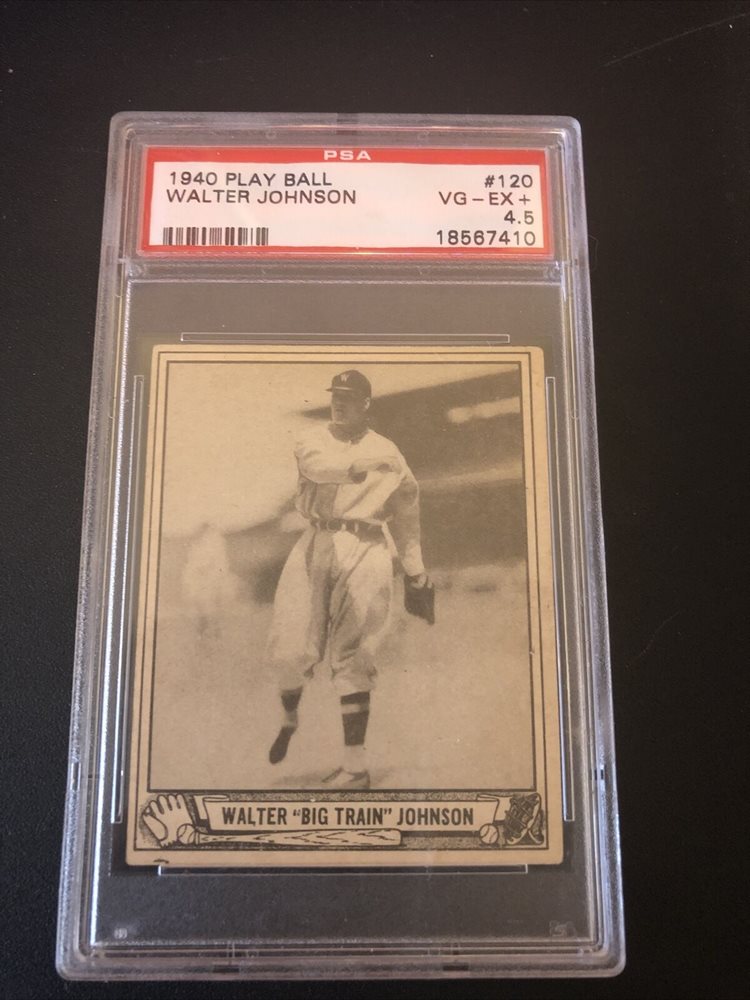 PSA
1940 PLAY BALL #120
WALTER JOHNSON VG-EX+
4.5
18567410
W
WALTER "BIG TRAIN" JOHNSON